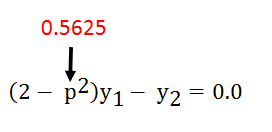 0.5625
(2 − p²)y₁ − y₂ = 0.0